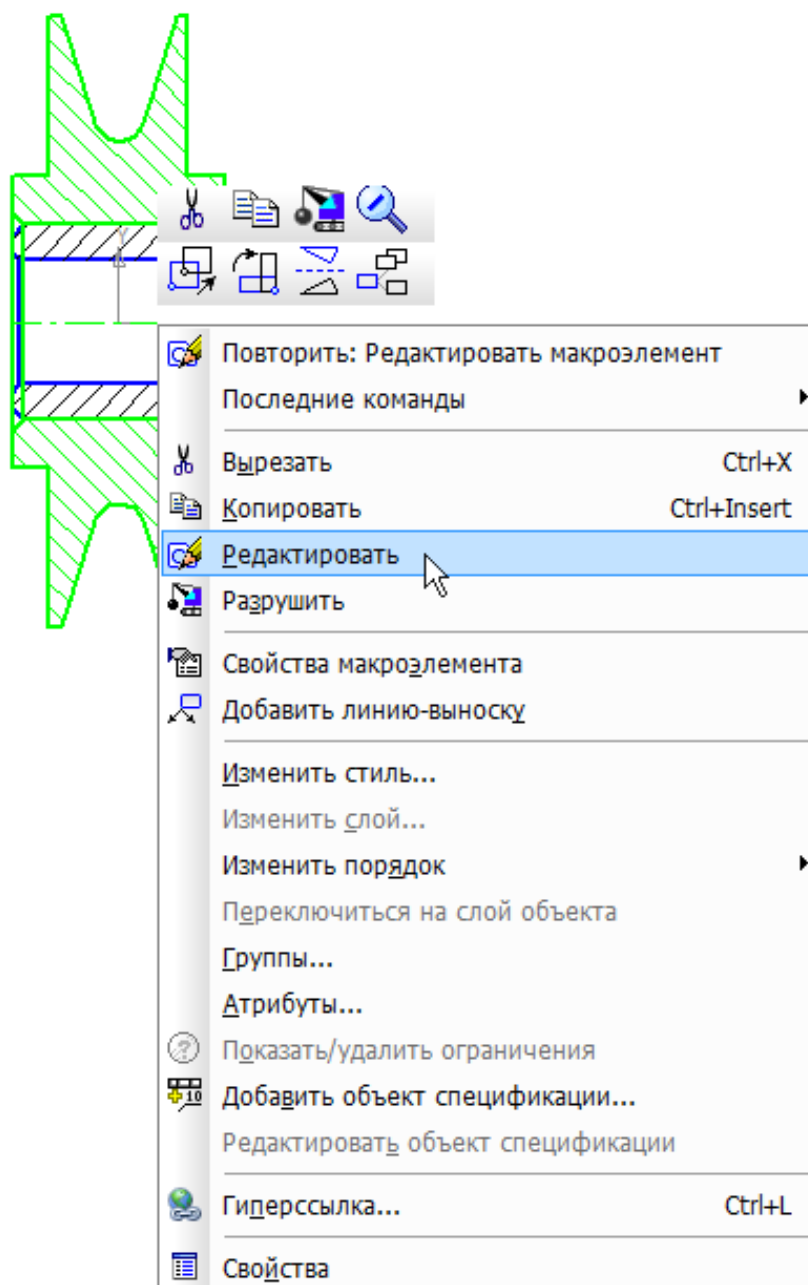 Y
Повторить: Редактировать макроэлемент
Последние команды
Вырезать Ctrl+X
Копировать Ctrl+Insert
Редактировать
Разрушить
Свойства макроэлемента
Добавить линию-выноску
Изменить стиль...
Изменить слой...
Изменить порядок
Переключиться на слой объекта
Группы...
Атрибуты...
Показать/удалить ограничения
Добавить объект спецификации...
Редактировать объект спецификации
Гиперссылка... Ctrl+L
Свойства